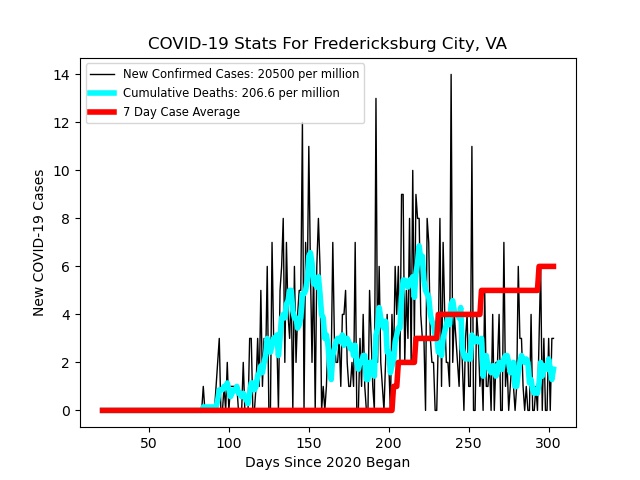 COVID-19 Stats For Fredericksburg City, VA
New Confirmed Cases: 20500 per million
Cumulative Deaths: 206.6 per million
7 Day Case Average
14
12
10
8
6
4
2
0
New COVID-19 Cases
50 100 150 200 250 300
Days Since 2020 Began